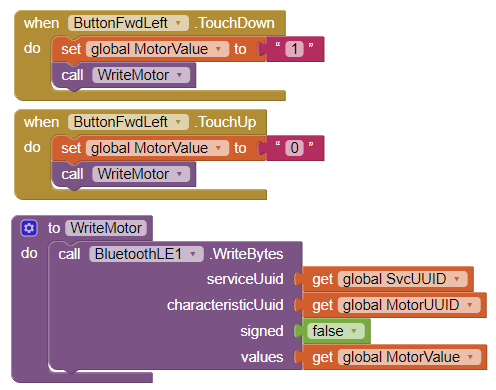 when ButtonFwdLeft .TouchDown
do set global MotorValue to " 1 "
call WriteMotor
when ButtonFwdLeft .TouchUp
do set global MotorValue to " 0 "
call WriteMotor
to WriteMotor
do call BluetoothLE1 .WriteBytes
serviceUuid get global SvcUUID
characteristicUuid get global MotorUUID
signed false
values get global MotorValue